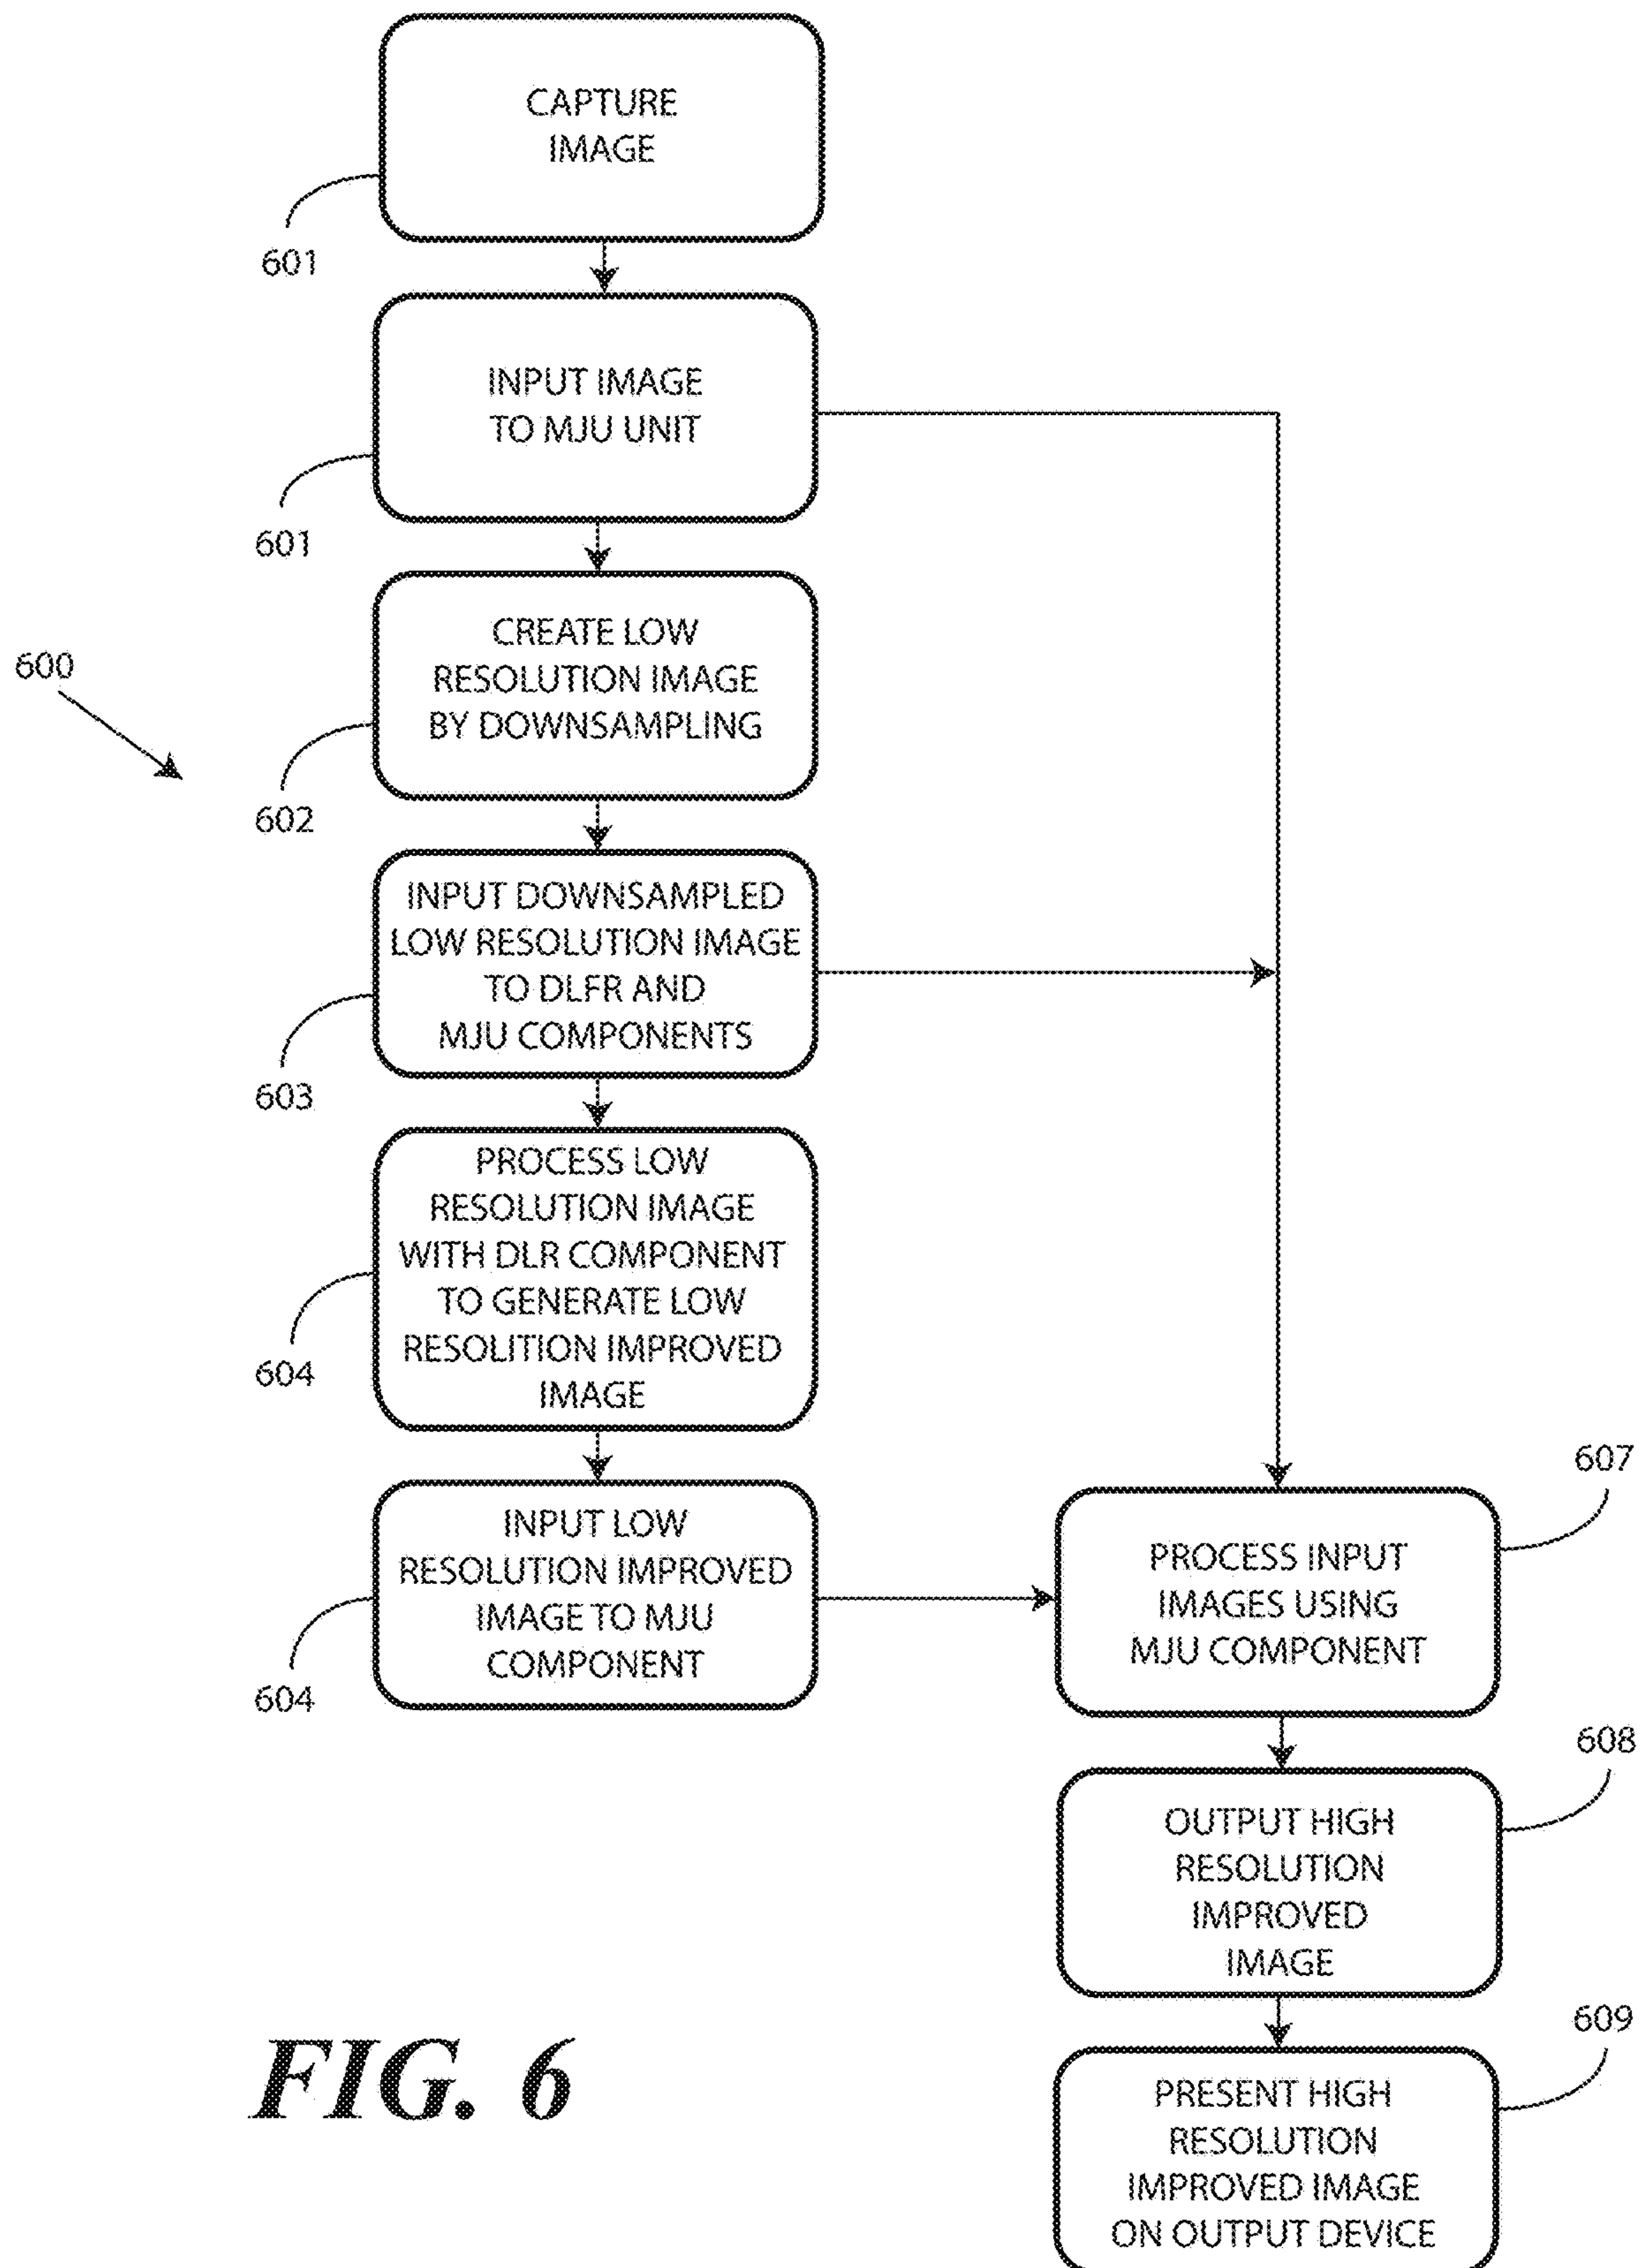 CAPTURE
IMAGE
601
INPUT IMAGE
TO MJU UNIT
601
CREATE LOW
RESOLUTION IMAGE
BY DOWNSAMPLING
600
602
INPUT DOWNSAMPLED
LOW RESOLUTION IMAGE
TO DLFR AND
MJU COMPONENTS
603
PROCESS LOW
RESOLUTION IMAGE
WITH DLR COMPONENT
TO GENERATE LOW
RESOLITION IMPROVED
IMAGE
604
INPUT LOW
RESOLUTION IMPROVED
IMAGE TO MJU
COMPONENT
604
607
PROCESS INPUT
IMAGES USING
MJU COMPONENT
608
OUTPUT HIGH
RESOLUTION
IMPROVED
IMAGE
609
PRESENT HIGH
RESOLUTION
IMPROVED IMAGE
ON OUTPUT DEVICE
FIG. 6